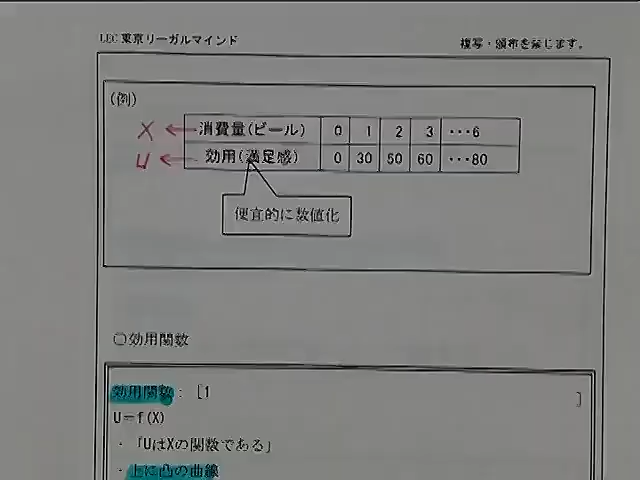 LEC東京リーガルマインド
複写・頒布を禁じます。
(例)
X ← 消費量(ビール) 0 1 2 3 ・・・6
U ← 効用(満足感) 0 30 50 60 ・・・80
便宜的に数値化
○効用関数
効用関数：[1 ]
U=f(X)
・「UはXの関数である」
・上に凸の曲線